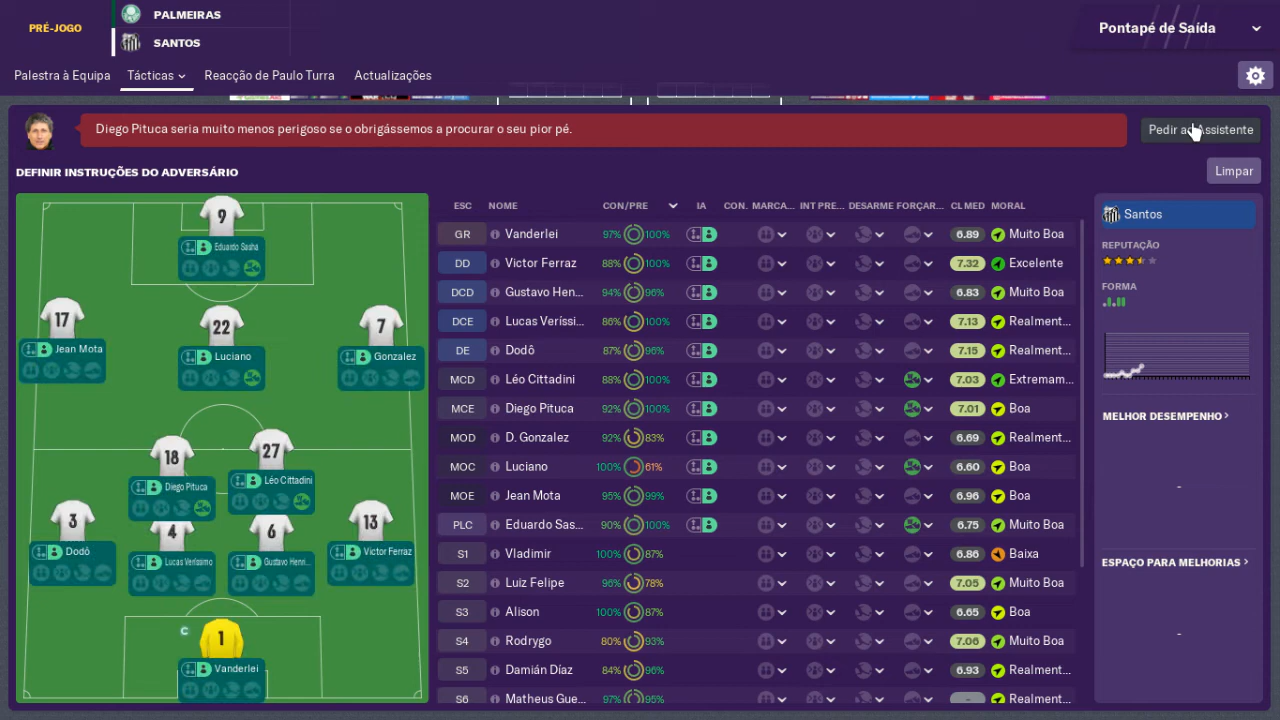 PRÉ-JOGO
PALMEIRAS
SANTOS
Pontapé de Saída
Palestra à Equipa Tácticas Reacção de Paulo Turra Actualizações
Diego Pituca seria muito menos perigoso se o obrigássemos a procurar o seu pior pé.
Pedir ao Assistente
DEFINIR INSTRUÇÕES DO ADVERSÁRIO
Limpar
9
Eduardo Sasha
17
Jean Mota
22
Luciano
7
Gonzalez
18
Diego Pituca
27
Léo Cittadini
3
Dodô
4
Lucas Veríssimo
6
Gustavo Henri...
13
Victor Ferraz
C
1
Vanderlei
ESC NOME CON/PRE IA CON. MARCA... INT PRE... DESARME FORÇAR... CL MED MORAL
GR Vanderlei 97% 100% 6.89 Muito Boa
DD Victor Ferraz 88% 100% 7.32 Excelente
DCD Gustavo Hen... 94% 96% 6.83 Muito Boa
DCE Lucas Veríssi... 86% 100% 7.13 Realment...
DE Dodô 87% 96% 7.15 Realment...
MCD Léo Cittadini 88% 100% 7.03 Extremam...
MCE Diego Pituca 92% 100% 7.01 Boa
MOD D. Gonzalez 92% 83% 6.69 Realment...
MOC Luciano 100% 61% 6.60 Boa
MOE Jean Mota 95% 99% 6.96 Boa
PLC Eduardo Sas... 90% 100% 6.75 Muito Boa
S1 Vladimir 100% 87% 6.86 Baixa
S2 Luiz Felipe 96% 78% 7.05 Muito Boa
S3 Alison 100% 87% 6.65 Boa
S4 Rodrygo 80% 93% 7.06 Muito Boa
S5 Damián Díaz 84% 96% 6.93 Realment...
S6 Matheus Gue... 97% 95% - Realment...
Santos
REPUTAÇÃO
FORMA
MELHOR DESEMPENHO >
-
ESPAÇO PARA MELHORIAS >
-